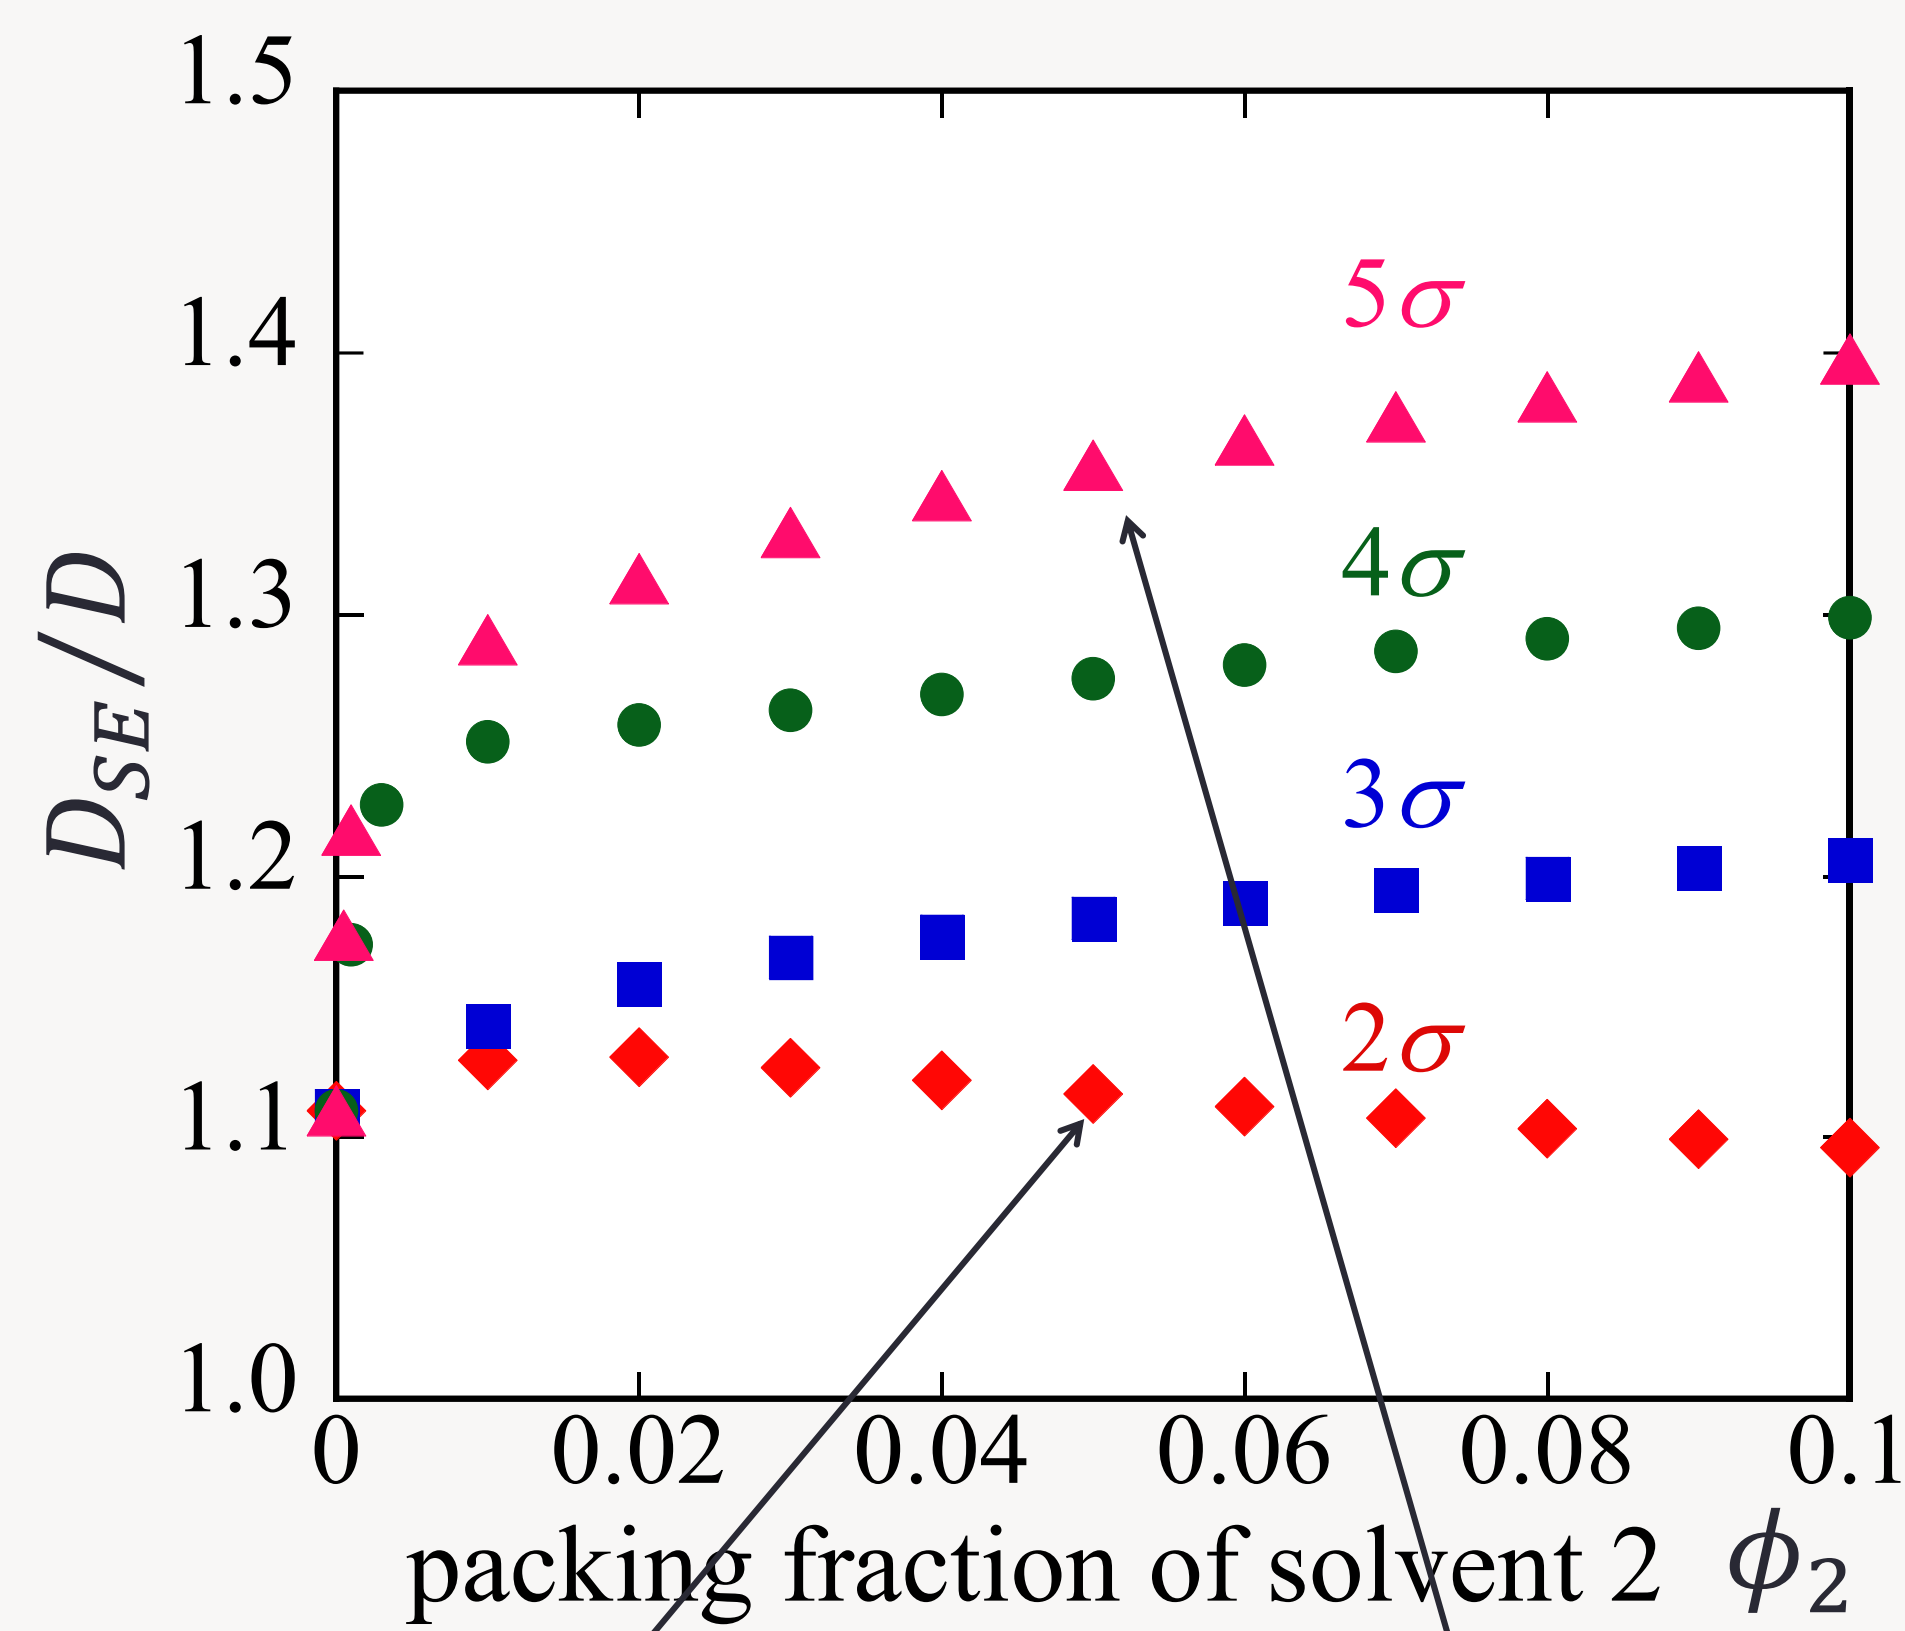 1.5
1.4
1.3
1.2
1.1
1.0
D_SE / D
5σ
4σ
3σ
2σ
0 0.02 0.04 0.06 0.08 0.1
packing fraction of solvent 2 ϕ₂